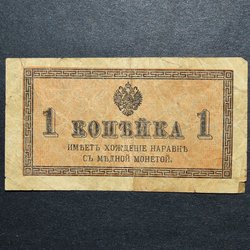 1 КОПѢЙКА 1
ИМѢЕТЪ ХОЖДЕНІЕ НАРАВНѢ
СЪ МѢДНОЙ МОНЕТОЙ.